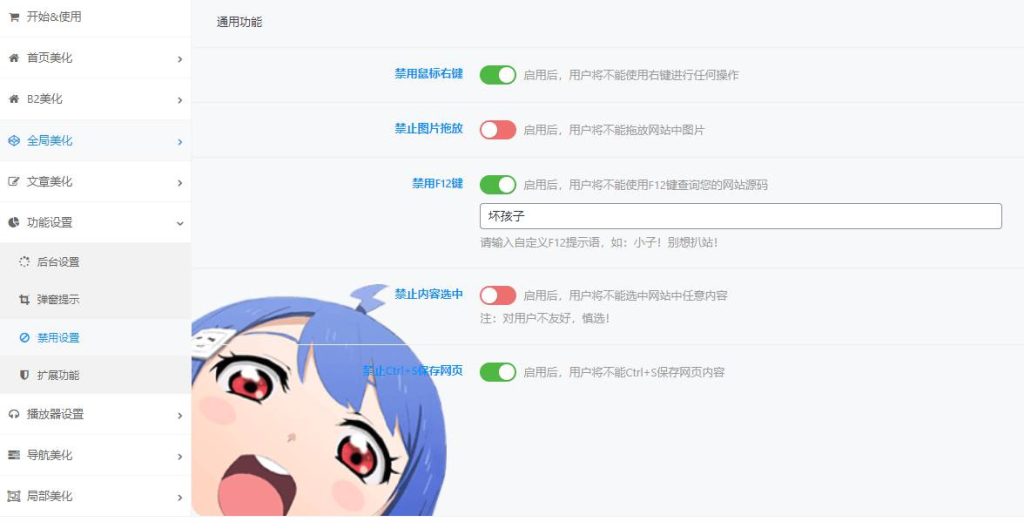 开始&使用
首页美化
B2美化
全局美化
文章美化
功能设置
后台设置
弹窗提示
禁用设置
扩展功能
播放器设置
导航美化
局部美化
通用功能
禁用鼠标右键 启用后，用户将不能使用右键进行任何操作
禁止图片拖放 启用后，用户将不能拖放网站中图片
禁用F12键 启用后，用户将不能使用F12键查询您的网站源码
坏孩子
请输入自定义F12提示语，如：小子！别想扒站！
禁止内容选中 启用后，用户将不能选中网站中任意内容
注：对用户不友好，慎选！
禁止Ctrl+S保存网页 启用后，用户将不能Ctrl+S保存网页内容